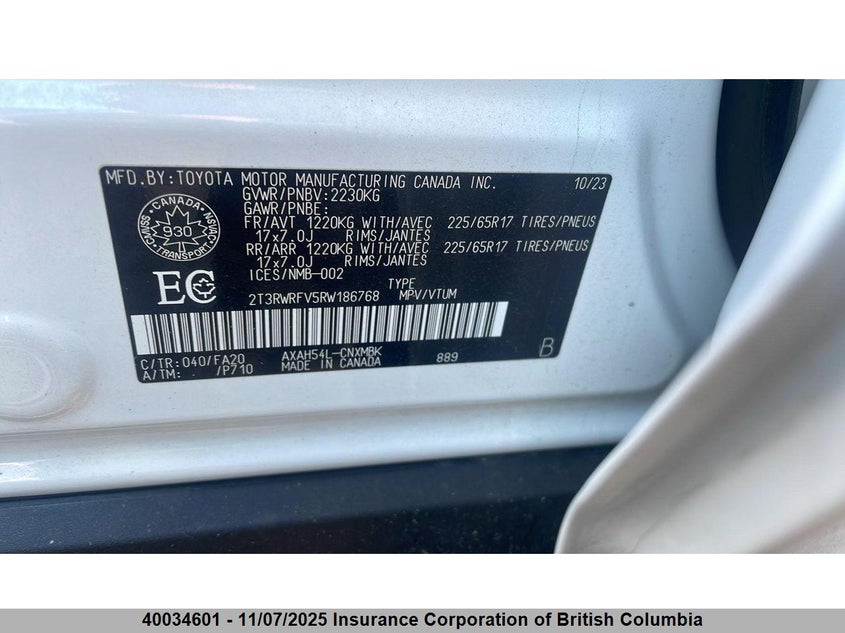 MFD.BY:TOYOTA MOTOR MANUFACTURING CANADA INC. 10/23
GVWR/PNBV:2230KG
GAWR/PNBE:
FR/AVT 1220KG WITH/AVEC 225/65R17 TIRES/PNEUS
17x7.0J RIMS/JANTES
RR/ARR 1220KG WITH/AVEC 225/65R17 TIRES/PNEUS
17x7.0J RIMS/JANTES
ICES/NMB-002
CANADA
930
TRANSPORT
CMVSS
NSVAC
EC
TYPE
2T3RWRFV5RW186768 MPV/VTUM
C/TR:040/FA20 AXAH54L-CNXMBK 889 B
A/TM: /P710 MADE IN CANADA
40034601 - 11/07/2025 Insurance Corporation of British Columbia